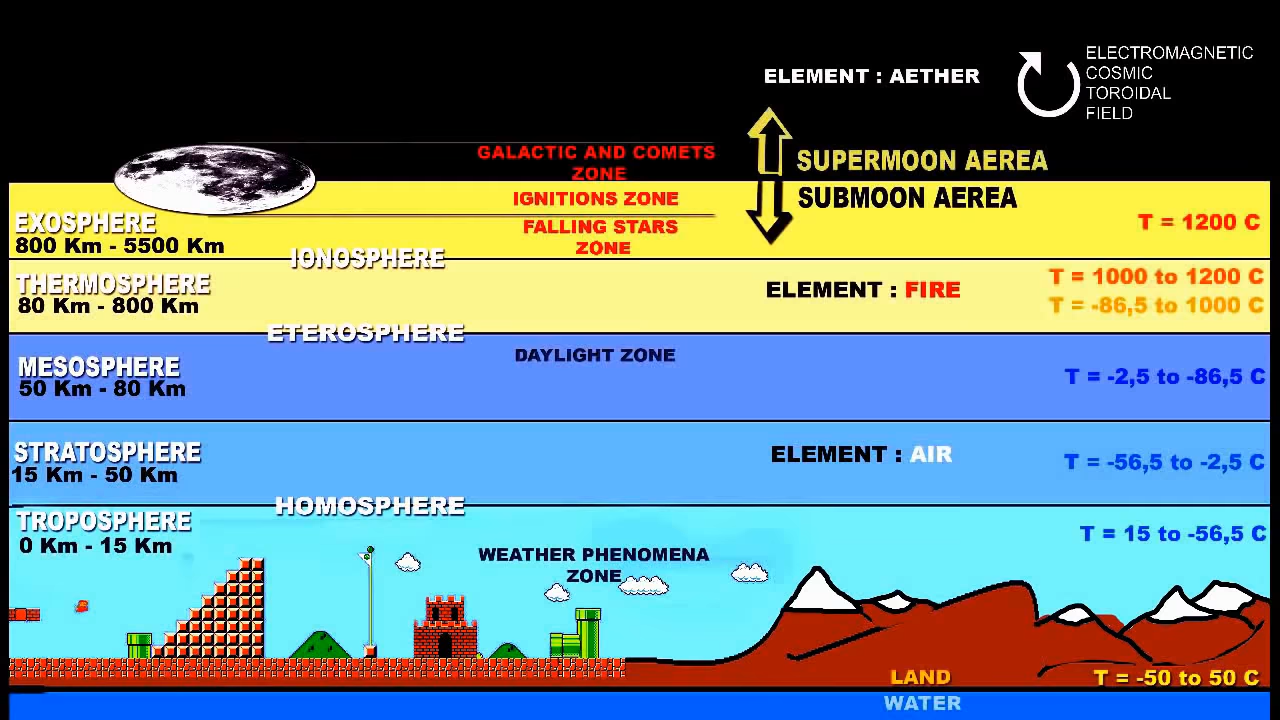 ELEMENT : AETHER
ELECTROMAGNETIC
COSMIC
TOROIDAL
FIELD
GALACTIC AND COMETS
ZONE
SUPERMOON AEREA
IGNITIONS ZONE
SUBMOON AEREA
EXOSPHERE
800 Km - 5500 Km
FALLING STARS
ZONE
T = 1200 C
IONOSPHERE
THERMOSPHERE
80 Km - 800 Km
ELEMENT : FIRE
T = 1000 to 1200 C
T = -86,5 to 1000 C
ETEROSPHERE
MESOSPHERE
50 Km - 80 Km
DAYLIGHT ZONE
T = -2,5 to -86,5 C
STRATOSPHERE
15 Km - 50 Km
ELEMENT : AIR
T = -56,5 to -2,5 C
HOMOSPHERE
TROPOSPHERE
0 Km - 15 Km
T = 15 to -56,5 C
WEATHER PHENOMENA
ZONE
LAND
T = -50 to 50 C
WATER